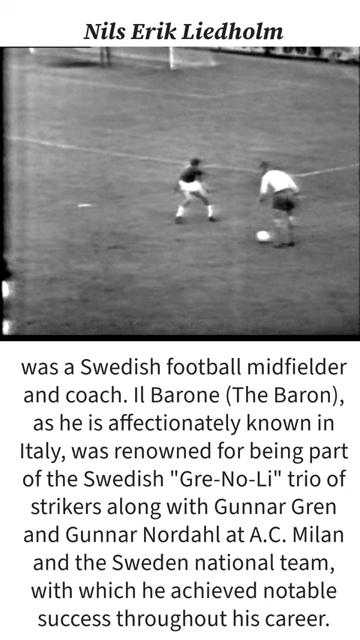 Nils Erik Liedholm
was a Swedish football midfielder
and coach. Il Barone (The Baron),
as he is affectionately known in
Italy, was renowned for being part
of the Swedish "Gre-No-Li" trio of
strikers along with Gunnar Gren
and Gunnar Nordahl at A.C. Milan
and the Sweden national team,
with which he achieved notable
success throughout his career.